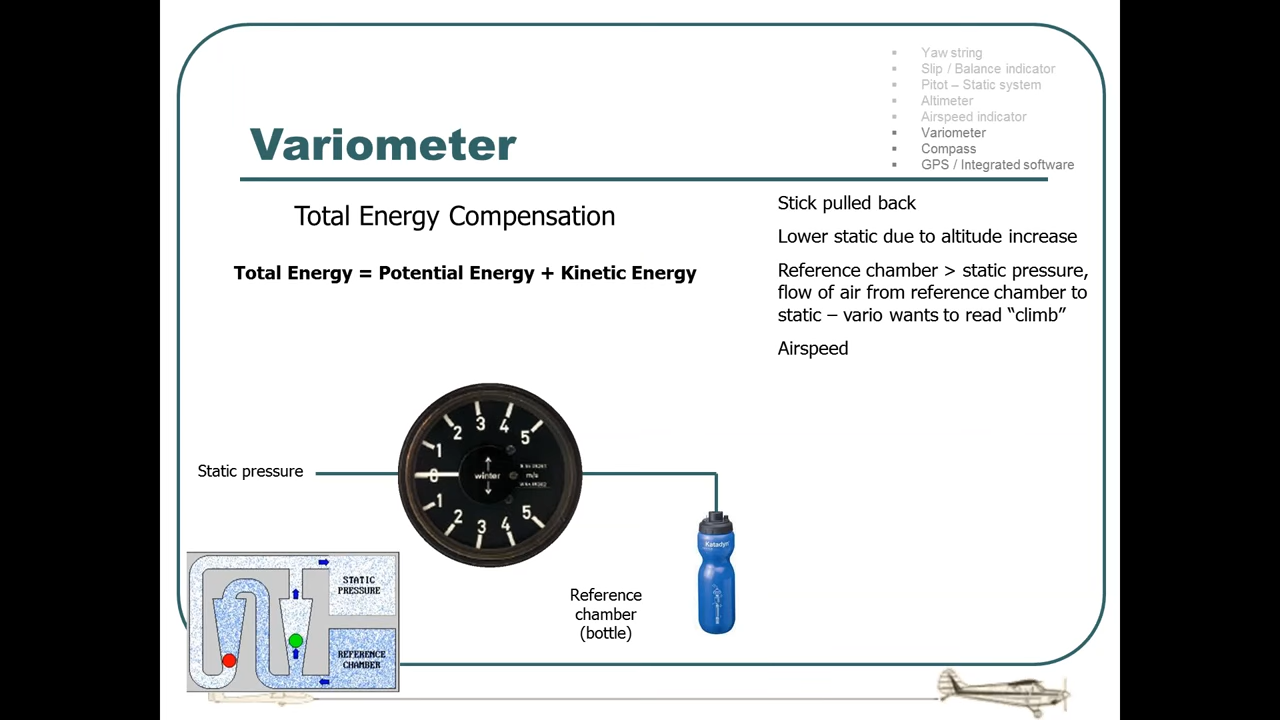 Yaw string
Slip / Balance indicator
Pitot – Static system
Altimeter
Airspeed indicator
Variometer
Compass
GPS / Integrated software
Variometer
Total Energy Compensation
Total Energy = Potential Energy + Kinetic Energy
Stick pulled back
Lower static due to altitude increase
Reference chamber > static pressure,
flow of air from reference chamber to
static – vario wants to read “climb”
Airspeed
Static pressure
1 2 3 4 5
0
winter
m/s
1 2 3 4 5
Katadyn
Reference
chamber
(bottle)
STATIC
PRESSURE
REFERENCE
CHAMBER